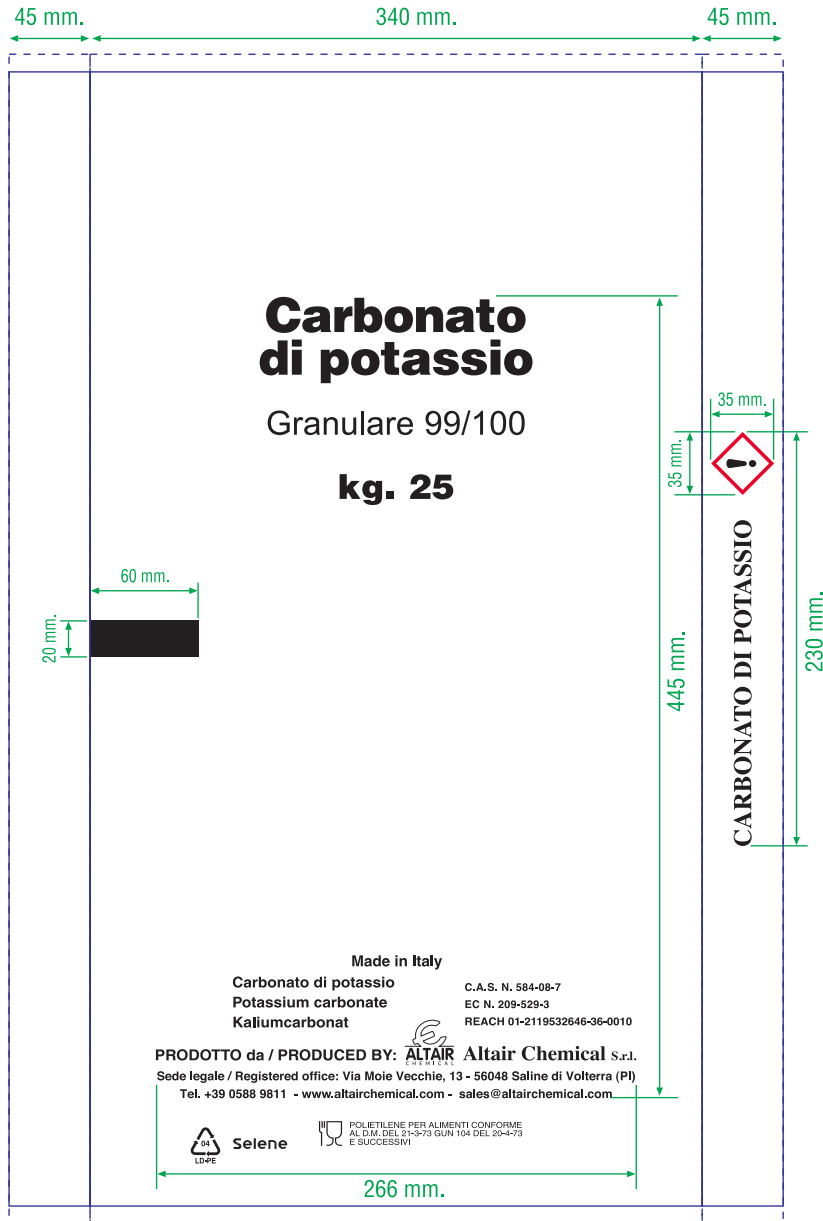 45 mm.
340 mm.
45 mm.
Carbonato
di potassio
Granulare 99/100
kg. 25
35 mm.
35 mm.
CARBONATO DI POTASSIO
230 mm.
445 mm.
60 mm.
20 mm.
Made in Italy
Carbonato di potassio
Potassium carbonate
Kaliumcarbonat
C.A.S. N. 584-08-7
EC N. 209-529-3
REACH 01-2119532646-36-0010
PRODOTTO da / PRODUCED BY: ALTAIR CHEMICAL Altair Chemical S.r.l.
Sede legale / Registered office: Via Moie Vecchie, 13 - 56048 Saline di Volterra (PI)
Tel. +39 0588 9811 - www.altairchemical.com - sales@altairchemical.com
04
LD-PE
Selene
POLIETILENE PER ALIMENTI CONFORME
AL D.M. DEL 21-3-73 GUN 104 DEL 20-4-73
E SUCCESSIVI
266 mm.